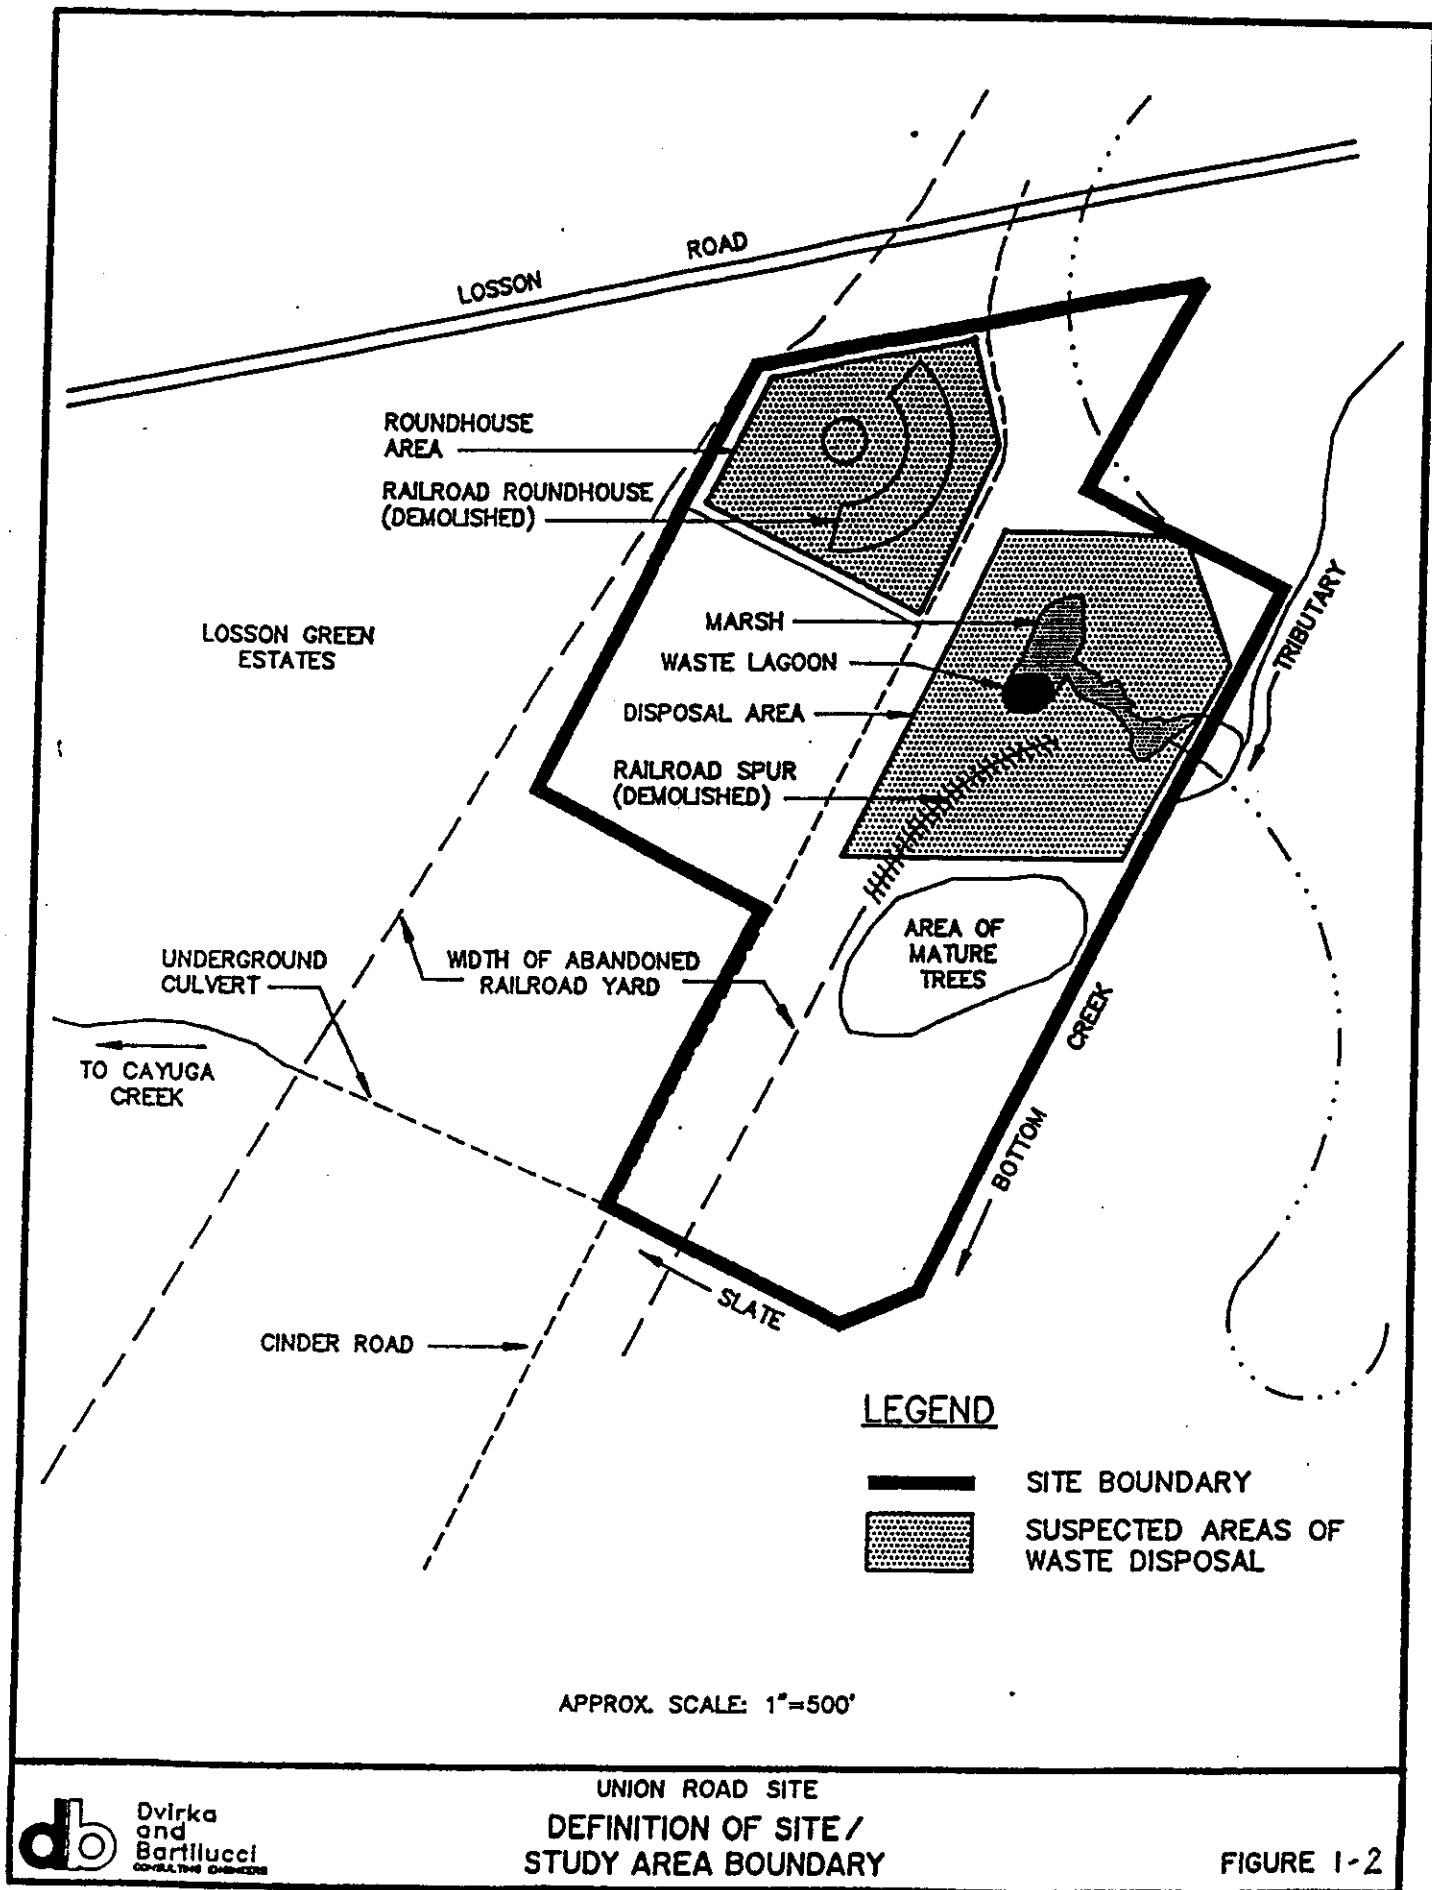 LOSSON ROAD
ROUNDHOUSE
AREA
RAILROAD ROUNDHOUSE
(DEMOLISHED)
LOSSON GREEN
ESTATES
MARSH
WASTE LAGOON
DISPOSAL AREA
RAILROAD SPUR
(DEMOLISHED)
TRIBUTARY
AREA OF
MATURE
TREES
UNDERGROUND
CULVERT
WIDTH OF ABANDONED
RAILROAD YARD
TO CAYUGA
CREEK
SLATE BOTTOM CREEK
CINDER ROAD
LEGEND
SITE BOUNDARY
SUSPECTED AREAS OF
WASTE DISPOSAL
APPROX. SCALE: 1"=500'
db
Dvirka
and
Bartilucci
CONSULTING ENGINEERS
UNION ROAD SITE
DEFINITION OF SITE/
STUDY AREA BOUNDARY
FIGURE 1-2